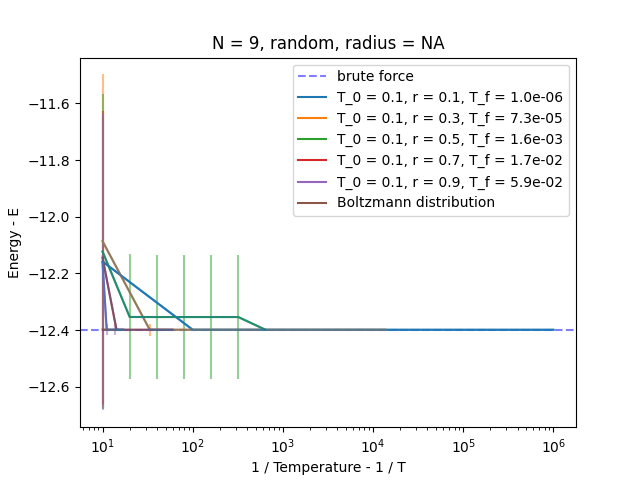 N = 9, random, radius = NA
brute force
T_0 = 0.1, r = 0.1, T_f = 1.0e-06
T_0 = 0.1, r = 0.3, T_f = 7.3e-05
T_0 = 0.1, r = 0.5, T_f = 1.6e-03
T_0 = 0.1, r = 0.7, T_f = 1.7e-02
T_0 = 0.1, r = 0.9, T_f = 5.9e-02
Boltzmann distribution
Energy - E
−11.6
−11.8
−12.0
−12.2
−12.4
−12.6
10¹ 10² 10³ 10⁴ 10⁵ 10⁶
1 / Temperature - 1 / T